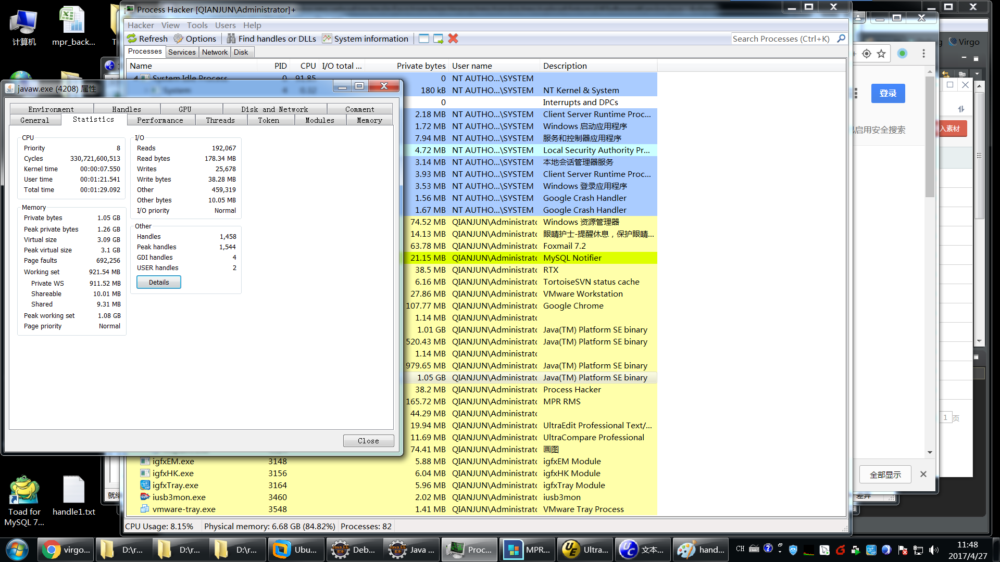 Process Hacker [QIANJUN\Administrator]+
Hacker View Tools Users Help
Refresh Options Find handles or DLLs System information Search Processes (Ctrl+K)
Processes Services Network Disk
Name PID CPU I/O total ... Private bytes User name Description
System Idle Process 0 91.85 0 NT AUTHO...\SYSTEM
System 4 0.12 180 kB NT AUTHO...\SYSTEM NT Kernel & System
0 Interrupts and DPCs
2.18 MB NT AUTHO...\SYSTEM Client Server Runtime Proc...
1.72 MB NT AUTHO...\SYSTEM Windows 启动应用程序
7.94 MB NT AUTHO...\SYSTEM 服务和控制器应用程序
4.72 MB NT AUTHO...\SYSTEM Local Security Authority Pr...
3.14 MB NT AUTHO...\SYSTEM 本地会话管理器服务
3.93 MB NT AUTHO...\SYSTEM Client Server Runtime Proc...
3.53 MB NT AUTHO...\SYSTEM Windows 登录应用程序
1.56 MB NT AUTHO...\SYSTEM Google Crash Handler
1.67 MB NT AUTHO...\SYSTEM Google Crash Handler
74.52 MB QIANJUN\Administrato Windows 资源管理器
14.13 MB QIANJUN\Administrato 眼睛护士-提醒休息，保护眼睛...
63.78 MB QIANJUN\Administrato Foxmail 7.2
21.15 MB QIANJUN\Administrato MySQL Notifier
38.5 MB QIANJUN\Administrato RTX
6.16 MB QIANJUN\Administrato TortoiseSVN status cache
27.86 MB QIANJUN\Administrato VMware Workstation
107.77 MB QIANJUN\Administrato Google Chrome
1.14 MB QIANJUN\Administrato
1.01 GB QIANJUN\Administrato Java(TM) Platform SE binary
520.43 MB QIANJUN\Administrato Java(TM) Platform SE binary
1.14 MB QIANJUN\Administrato
979.65 MB QIANJUN\Administrato Java(TM) Platform SE binary
1.05 GB QIANJUN\Administrato Java(TM) Platform SE binary
38.2 MB QIANJUN\Administrato Process Hacker
165.72 MB QIANJUN\Administrato MPR RMS
44.29 MB QIANJUN\Administrato
19.94 MB QIANJUN\Administrato UltraEdit Professional Text/...
11.69 MB QIANJUN\Administrato UltraCompare Professional
74.41 MB QIANJUN\Administrato 画图
igfxEM.exe 3148 5.88 MB QIANJUN\Administrato igfxEM Module
igfxHK.exe 3156 6.04 MB QIANJUN\Administrato igfxHK Module
igfxTray.exe 3164 5.96 MB QIANJUN\Administrato igfxTray Module
iusb3mon.exe 3460 2.02 MB QIANJUN\Administrato iusb3mon
vmware-tray.exe 3548 1.41 MB QIANJUN\Administrato VMware Tray Process
CPU Usage: 8.15% Physical memory: 6.68 GB (84.82%) Processes: 82
javaw.exe (4208) 属性
Environment Handles GPU Disk and Network Comment
General Statistics Performance Threads Token Modules Memory
CPU
Priority 8
Cycles 330,721,600,513
Kernel time 00:00:07.550
User time 00:01:21.541
Total time 00:01:29.092
Memory
Private bytes 1.05 GB
Peak private bytes 1.26 GB
Virtual size 3.09 GB
Peak virtual size 3.1 GB
Page faults 692,256
Working set 921.54 MB
Private WS 911.52 MB
Shareable 10.01 MB
Shared 9.31 MB
Peak working set 1.08 GB
Page priority Normal
I/O
Reads 192,067
Read bytes 178.34 MB
Writes 25,678
Write bytes 38.28 MB
Other 459,319
Other bytes 10.05 MB
I/O priority Normal
Other
Handles 1,458
Peak handles 1,544
GDI handles 4
USER handles 2
Details
Close
计算机
mpr_back...
T
Toad for
MySQL 7...
handle1.txt
就绪
Virgo
登录
启用安全搜索
入素材
1 页
全部显示
差异
virgo...
D:\r...
D:\r...
D:\r...
Ubu...
Deb...
Java ...
Proc...
MPR...
Ultra...
文本...
hand...
CH
11:48
2017/4/27